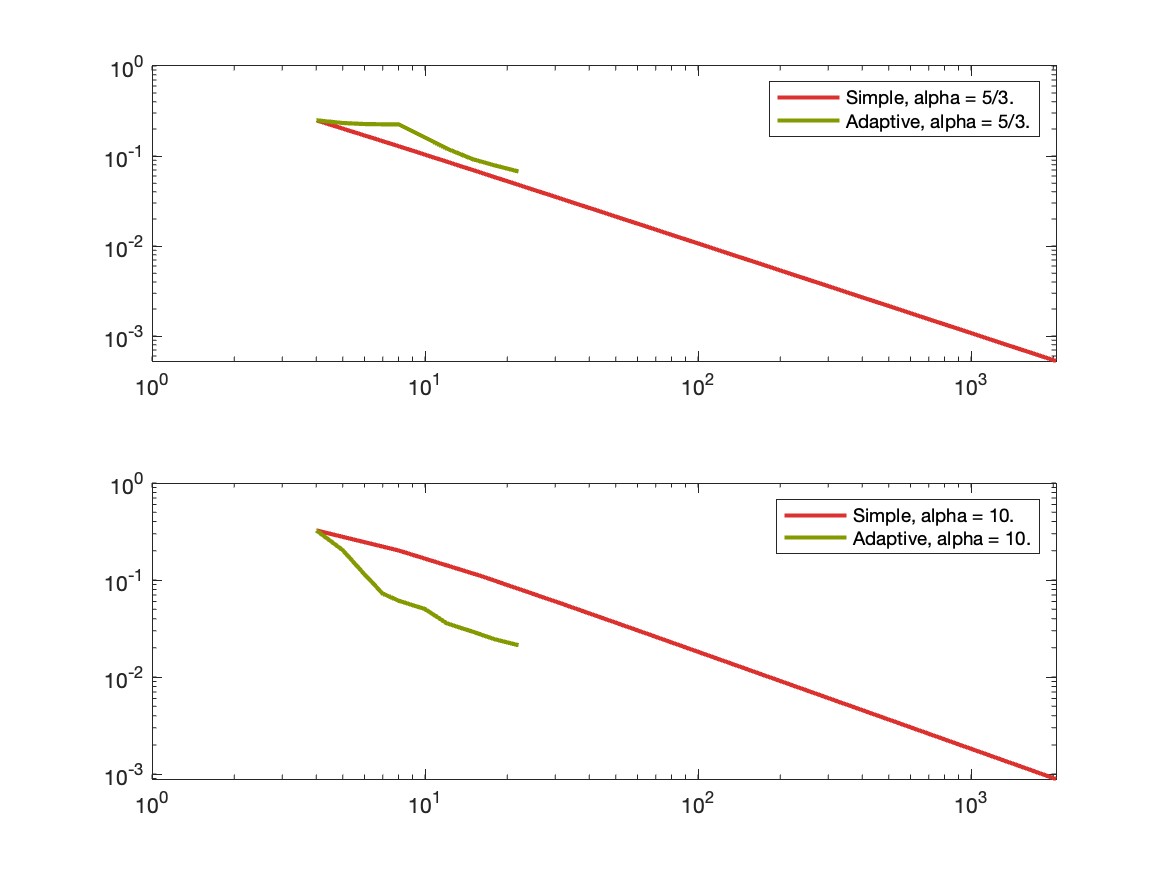 10^0
10^-1
10^-2
10^-3
10^0 10^1 10^2 10^3
Simple, alpha = 5/3.
Adaptive, alpha = 5/3.
10^0
10^-1
10^-2
10^-3
10^0 10^1 10^2 10^3
Simple, alpha = 10.
Adaptive, alpha = 10.